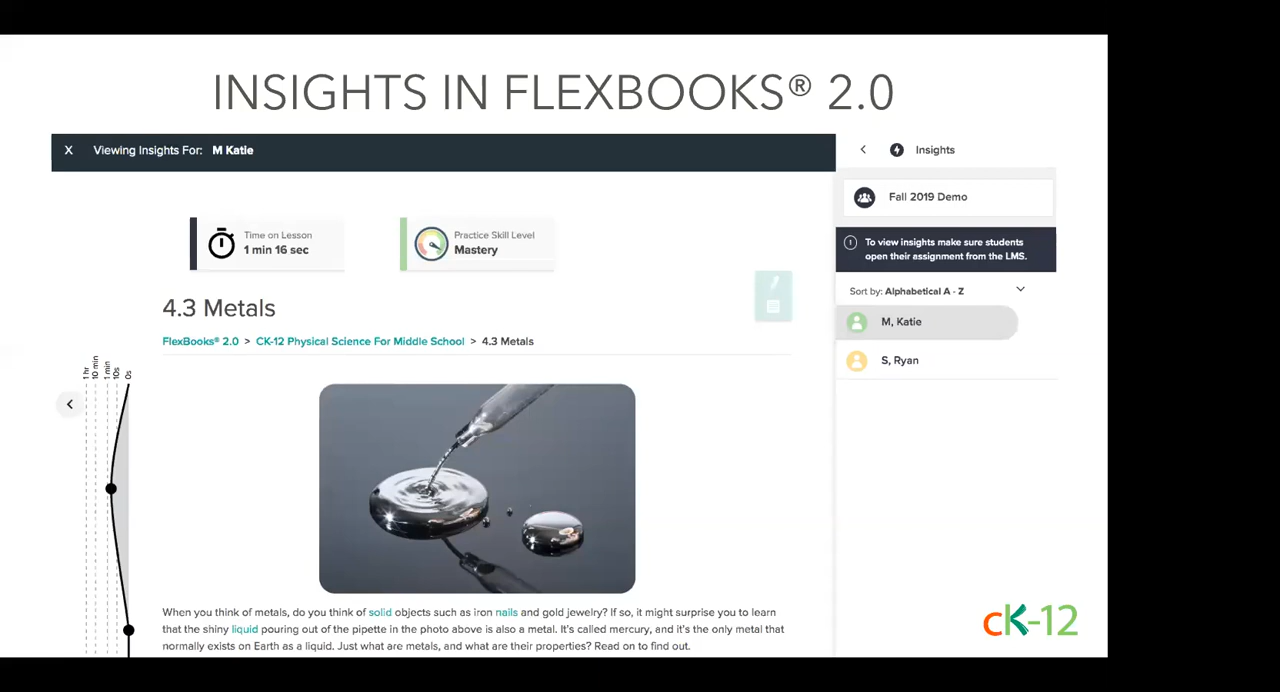 INSIGHTS IN FLEXBOOKS® 2.0
X Viewing Insights For: M Katie
Insights
Fall 2019 Demo
Time on Lesson
1 min 16 sec
Practice Skill Level
Mastery
To view insights make sure students
open their assignment from the LMS.
Sort by: Alphabetical A - Z
M, Katie
S, Ryan
4.3 Metals
FlexBooks® 2.0 > CK-12 Physical Science For Middle School > 4.3 Metals
1 hr
10 min
1 min
10s
0s
When you think of metals, do you think of solid objects such as iron nails and gold jewelry? If so, it might surprise you to learn
that the shiny liquid pouring out of the pipette in the photo above is also a metal. It's called mercury, and it's the only metal that
normally exists on Earth as a liquid. Just what are metals, and what are their properties? Read on to find out.
cK-12